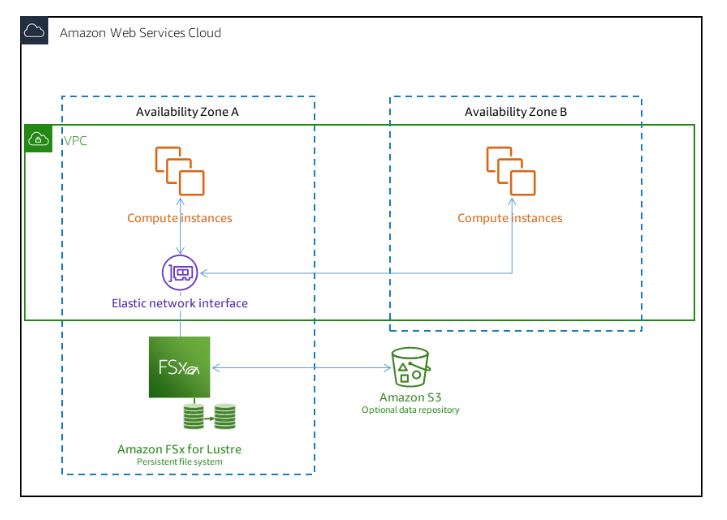 Amazon Web Services Cloud
Availability Zone A
Availability Zone B
VPC
Compute instances
Compute instances
Elastic network interface
FSx
Amazon S3
Optional data repository
Amazon FSx for Lustre
Persistent file system